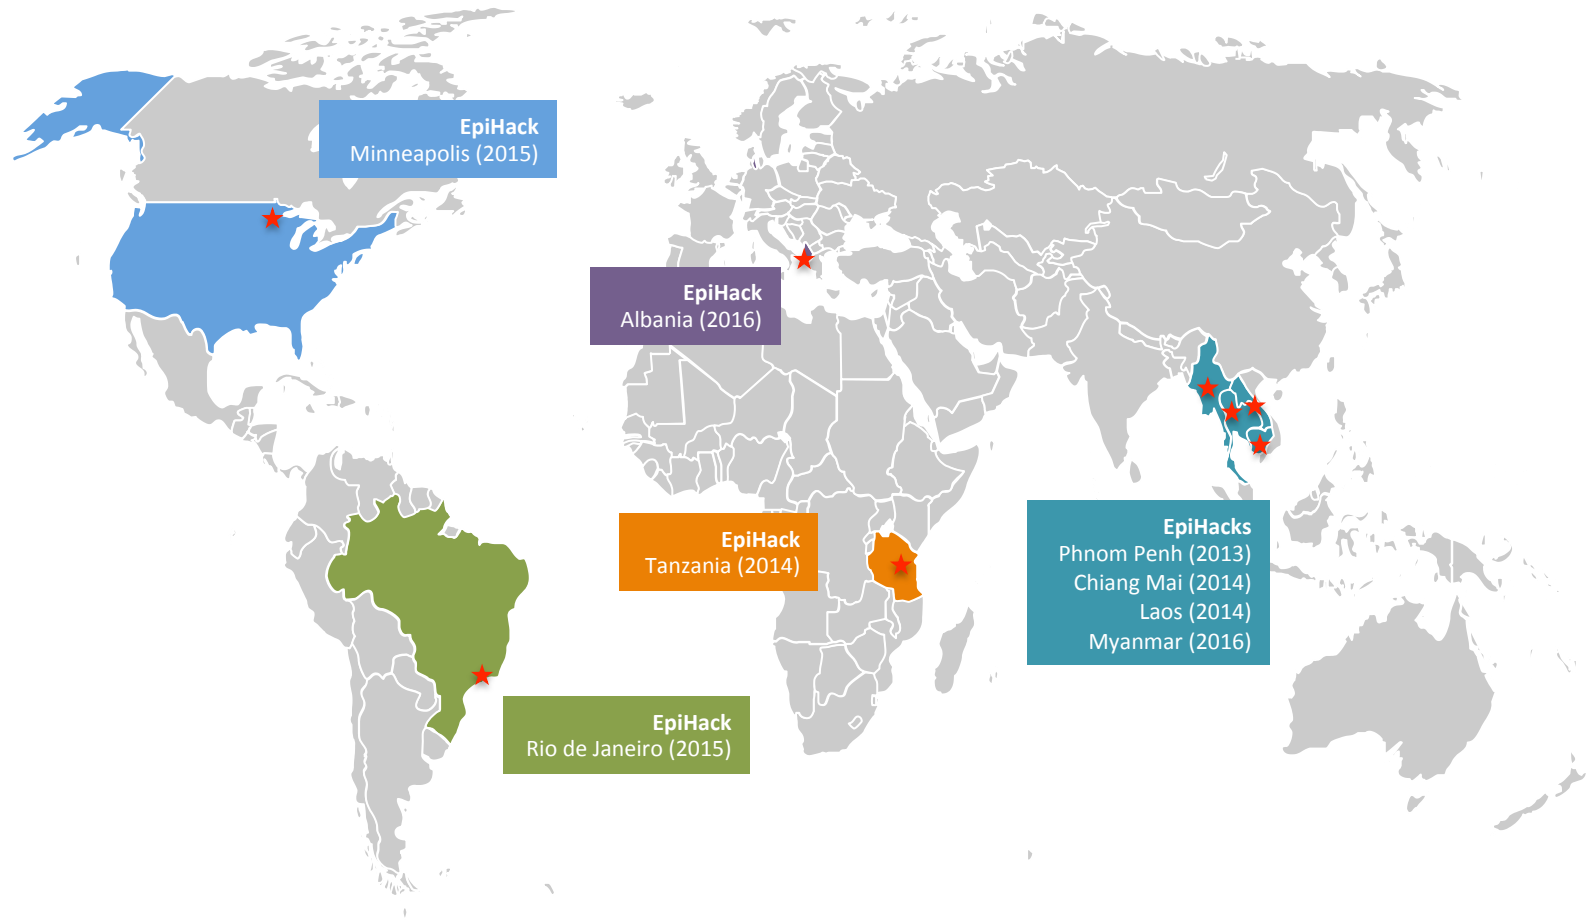 EpiHack
Minneapolis (2015)
EpiHack
Albania (2016)
EpiHack
Tanzania (2014)
EpiHacks
Phnom Penh (2013)
Chiang Mai (2014)
Laos (2014)
Myanmar (2016)
EpiHack
Rio de Janeiro (2015)